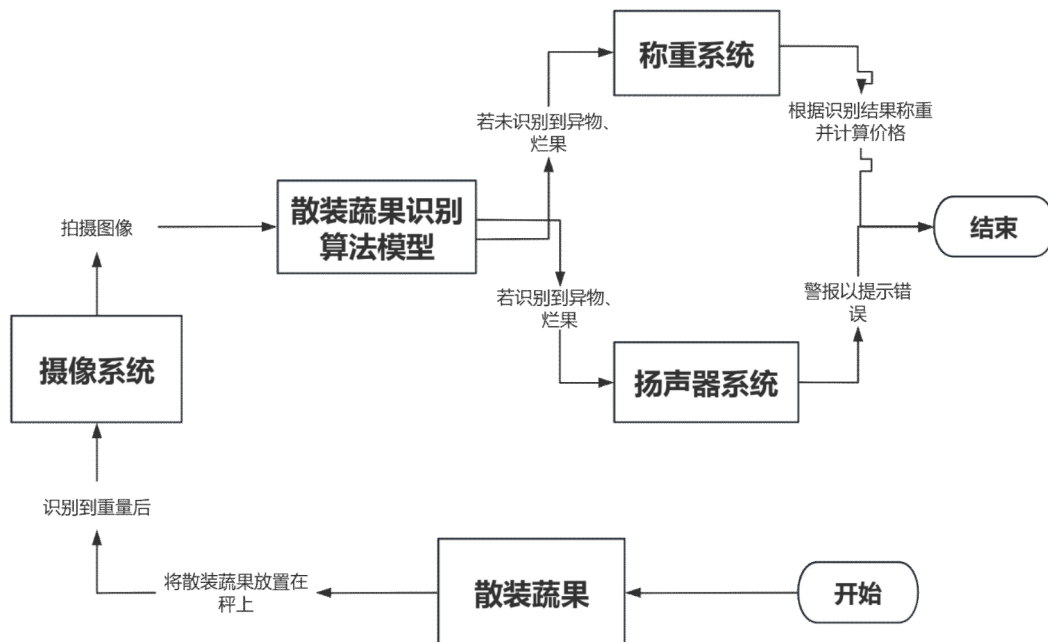 称重系统
根据识别结果称重
并计算价格
若未识别到异物、
烂果
散装蔬果识别
算法模型
拍摄图像
结束
若识别到异物、
烂果
警报以提示错
误
摄像系统
扬声器系统
识别到重量后
将散装蔬果放置在
秤上
散装蔬果
开始